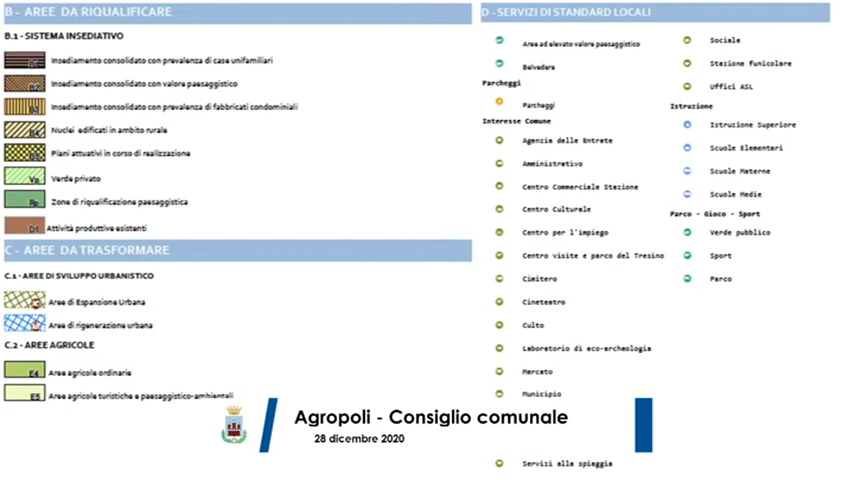 B - AREE DA RIQUALIFICARE
B.1 - SISTEMA INSEDIATIVO
Insediamento consolidato con prevalenza di case unifamiliari
Insediamento consolidato con valore paesaggistico
Insediamento consolidato con prevalenza di fabbricati condominiali
Nuclei edificati in ambito rurale
Piani attuativi in corso di realizzazione
Verde privato
Zone di riqualificazione paesaggistica
D1 Attività produttive esistenti
C - AREE DA TRASFORMARE
C.1 - AREE DI SVILUPPO URBANISTICO
Aree di Espansione Urbana
Aree di rigenerazione urbana
C.2 - AREE AGRICOLE
E4 Aree agricole ordinarie
E5 Aree agricole turistiche e paesaggistico-ambientali
D - SERVIZI DI STANDARD LOCALI
Aree ad elevato valore paesaggistico
Belvedere
Parcheggi
Parcheggi
Interesse Comune
Agenzia delle Entrate
Amministrativo
Centro Commerciale Stazione
Centro Culturale
Centro per l'impiego
Centro visite e parco del Tresino
Cimitero
Cineteatro
Culto
Laboratorio di eco-archeologia
Mercato
Municipio
Servizi alla spiaggia
Sociale
Stazione funicolare
Uffici ASL
Istruzione
Istruzione Superiore
Scuole Elementari
Scuole Materne
Scuole Medie
Parco - Gioco - Sport
Verde pubblico
Sport
Parco
Agropoli - Consiglio comunale
28 dicembre 2020